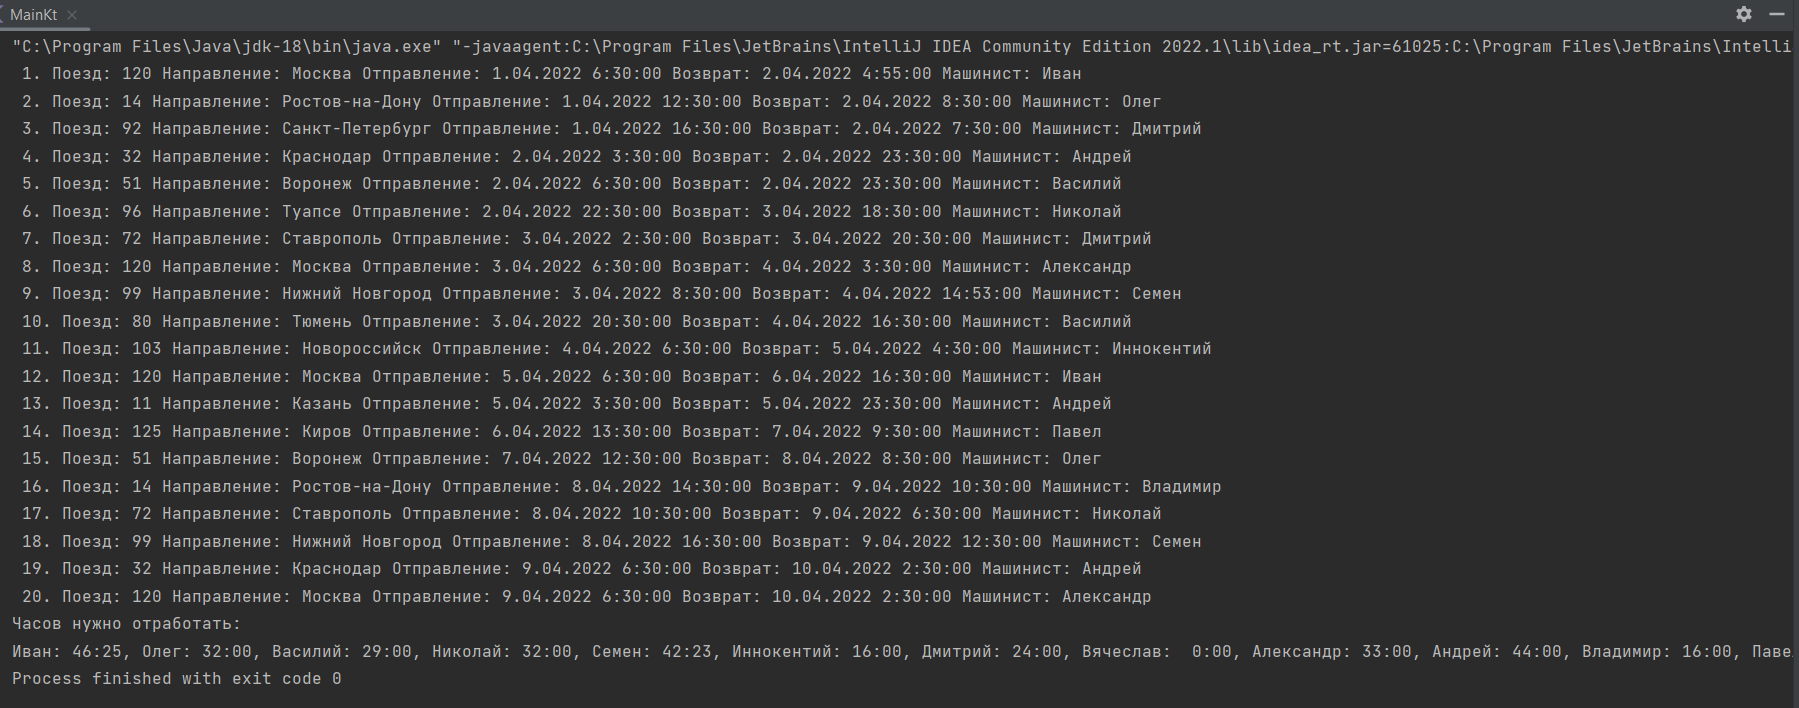 MainKt
"C:\Program Files\Java\jdk-18\bin\java.exe" "-javaagent:C:\Program Files\JetBrains\IntelliJ IDEA Community Edition 2022.1\lib\idea_rt.jar=61025:C:\Program Files\JetBrains\Intelli
1. Поезд: 120 Направление: Москва Отправление: 1.04.2022 6:30:00 Возврат: 2.04.2022 4:55:00 Машинист: Иван
2. Поезд: 14 Направление: Ростов-на-Дону Отправление: 1.04.2022 12:30:00 Возврат: 2.04.2022 8:30:00 Машинист: Олег
3. Поезд: 92 Направление: Санкт-Петербург Отправление: 1.04.2022 16:30:00 Возврат: 2.04.2022 7:30:00 Машинист: Дмитрий
4. Поезд: 32 Направление: Краснодар Отправление: 2.04.2022 3:30:00 Возврат: 2.04.2022 23:30:00 Машинист: Андрей
5. Поезд: 51 Направление: Воронеж Отправление: 2.04.2022 6:30:00 Возврат: 2.04.2022 23:30:00 Машинист: Василий
6. Поезд: 96 Направление: Туапсе Отправление: 2.04.2022 22:30:00 Возврат: 3.04.2022 18:30:00 Машинист: Николай
7. Поезд: 72 Направление: Ставрополь Отправление: 3.04.2022 2:30:00 Возврат: 3.04.2022 20:30:00 Машинист: Дмитрий
8. Поезд: 120 Направление: Москва Отправление: 3.04.2022 6:30:00 Возврат: 4.04.2022 3:30:00 Машинист: Александр
9. Поезд: 99 Направление: Нижний Новгород Отправление: 3.04.2022 8:30:00 Возврат: 4.04.2022 14:53:00 Машинист: Семен
10. Поезд: 80 Направление: Тюмень Отправление: 3.04.2022 20:30:00 Возврат: 4.04.2022 16:30:00 Машинист: Василий
11. Поезд: 103 Направление: Новороссийск Отправление: 4.04.2022 6:30:00 Возврат: 5.04.2022 4:30:00 Машинист: Иннокентий
12. Поезд: 120 Направление: Москва Отправление: 5.04.2022 6:30:00 Возврат: 6.04.2022 16:30:00 Машинист: Иван
13. Поезд: 11 Направление: Казань Отправление: 5.04.2022 3:30:00 Возврат: 5.04.2022 23:30:00 Машинист: Андрей
14. Поезд: 125 Направление: Киров Отправление: 6.04.2022 13:30:00 Возврат: 7.04.2022 9:30:00 Машинист: Павел
15. Поезд: 51 Направление: Воронеж Отправление: 7.04.2022 12:30:00 Возврат: 8.04.2022 8:30:00 Машинист: Олег
16. Поезд: 14 Направление: Ростов-на-Дону Отправление: 8.04.2022 14:30:00 Возврат: 9.04.2022 10:30:00 Машинист: Владимир
17. Поезд: 72 Направление: Ставрополь Отправление: 8.04.2022 10:30:00 Возврат: 9.04.2022 6:30:00 Машинист: Николай
18. Поезд: 99 Направление: Нижний Новгород Отправление: 8.04.2022 16:30:00 Возврат: 9.04.2022 12:30:00 Машинист: Семен
19. Поезд: 32 Направление: Краснодар Отправление: 9.04.2022 6:30:00 Возврат: 10.04.2022 2:30:00 Машинист: Андрей
20. Поезд: 120 Направление: Москва Отправление: 9.04.2022 6:30:00 Возврат: 10.04.2022 2:30:00 Машинист: Александр
Часов нужно отработать:
Иван: 46:25, Олег: 32:00, Василий: 29:00, Николай: 32:00, Семен: 42:23, Иннокентий: 16:00, Дмитрий: 24:00, Вячеслав:  0:00, Александр: 33:00, Андрей: 44:00, Владимир: 16:00, Паве
Process finished with exit code 0